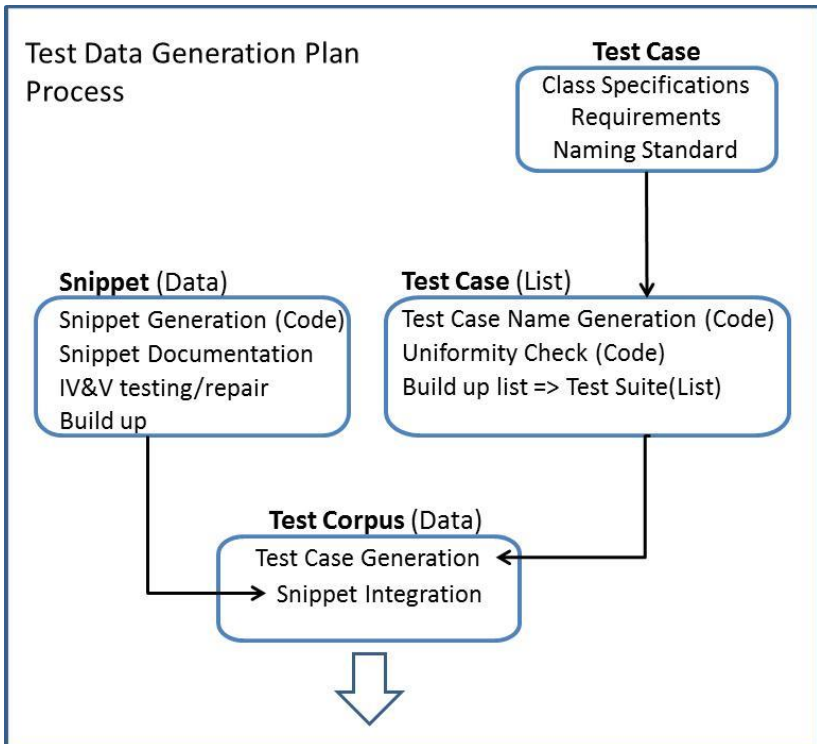 Test Data Generation Plan
Process
Test Case
Class Specifications
Requirements
Naming Standard
Snippet (Data)
Snippet Generation (Code)
Snippet Documentation
IV&V testing/repair
Build up
Test Case (List)
Test Case Name Generation (Code)
Uniformity Check (Code)
Build up list => Test Suite(List)
Test Corpus (Data)
Test Case Generation
Snippet Integration